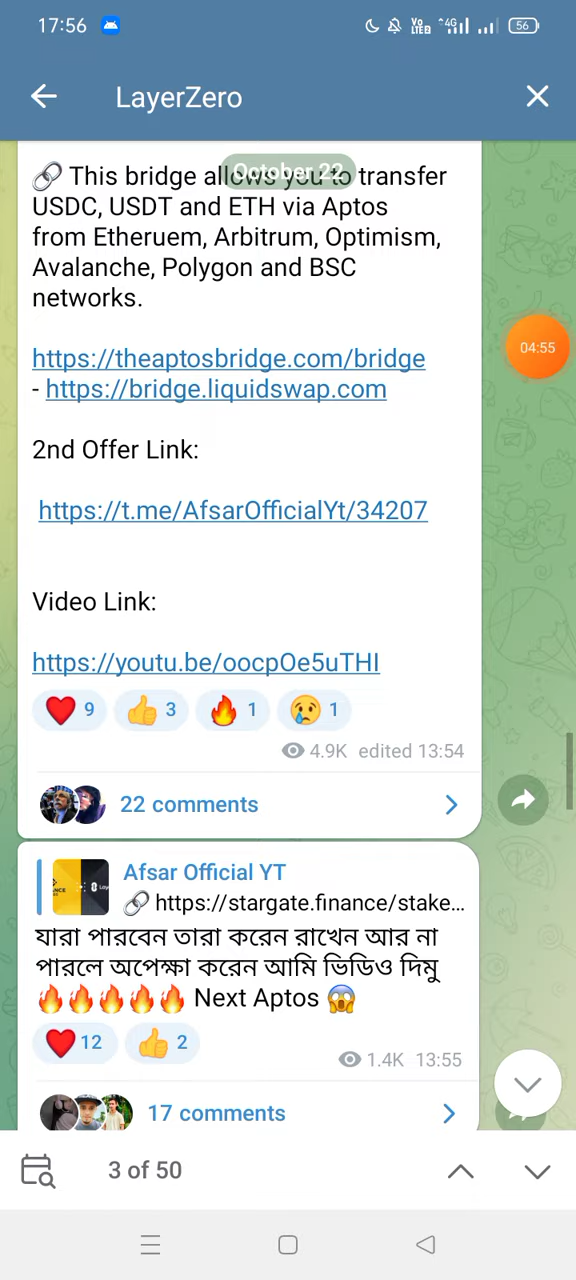 17:56
Vo
LTE2
4G
56
LayerZero
October 22
🔗 This bridge allows you to transfer
USDC, USDT and ETH via Aptos
from Etheruem, Arbitrum, Optimism,
Avalanche, Polygon and BSC
networks.
04:55
https://theaptosbridge.com/bridge
- https://bridge.liquidswap.com
2nd Offer Link:
https://t.me/AfsarOfficialYt/34207
Video Link:
https://youtu.be/oocpOe5uTHI
❤️ 9 👍 3 🔥 1 😢 1
4.9K edited 13:54
22 comments
Afsar Official YT
🔗 https://stargate.finance/stake...
যারা পারবেন তারা করেন রাখেন আর না
পারলে অপেক্ষা করেন আমি ভিডিও দিমু
🔥🔥🔥🔥🔥 Next Aptos 😱
❤️ 12 👍 2
1.4K 13:55
17 comments
3 of 50